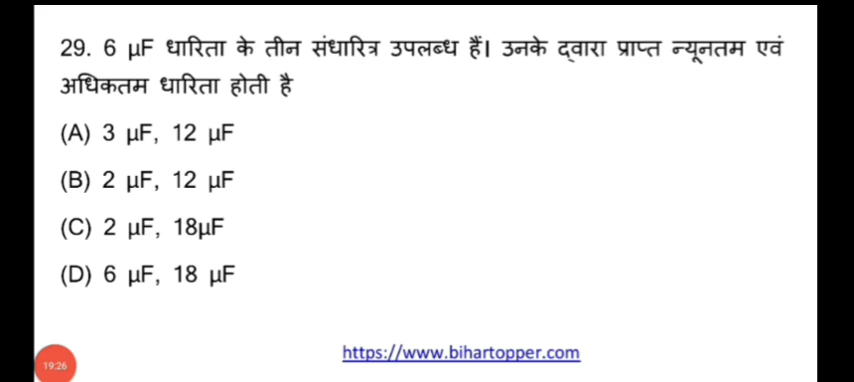 29. 6 µF धारिता के तीन संधारित्र उपलब्ध हैं। उनके द्वारा प्राप्त न्यूनतम एवं
अधिकतम धारिता होती है
(A) 3 µF, 12 µF
(B) 2 µF, 12 µF
(C) 2 µF, 18µF
(D) 6 µF, 18 µF
https://www.bihartopper.com
19:26